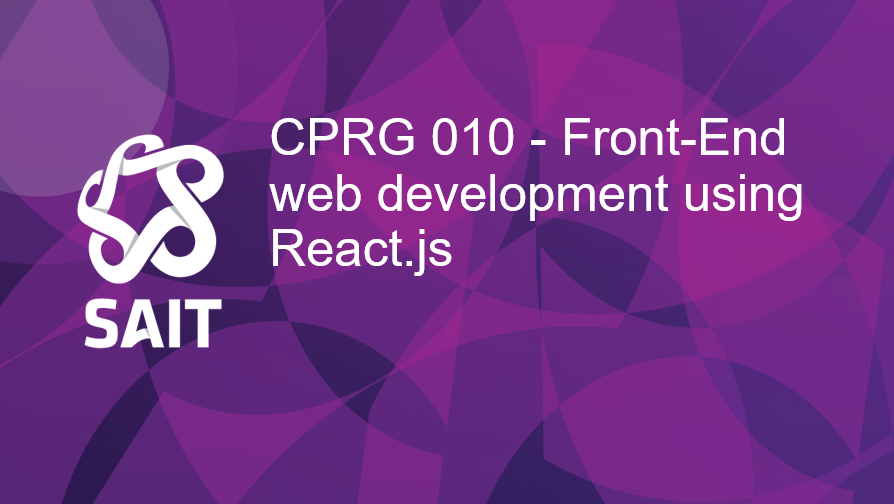 CPRG 010 - Front-End
web development using
React.js
SAIT